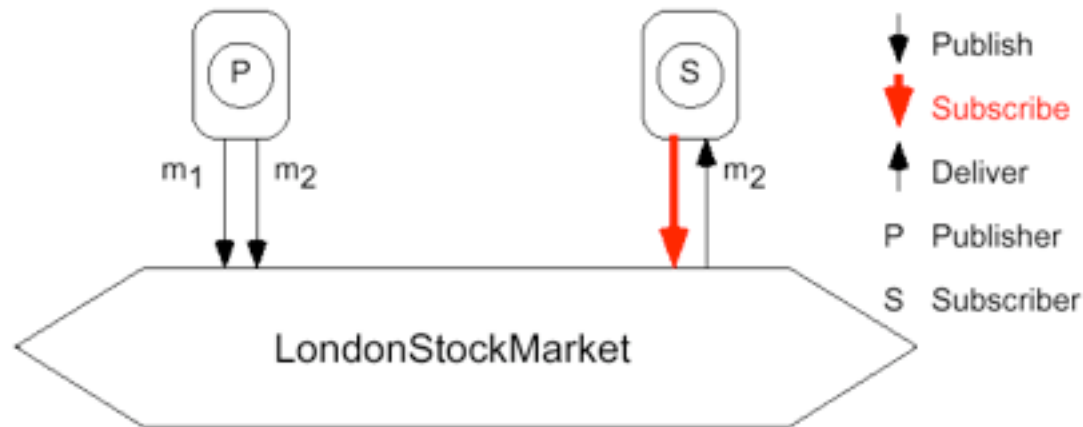 P
S
m1
m2
m2
LondonStockMarket
Publish
Subscribe
Deliver
P Publisher
S Subscriber